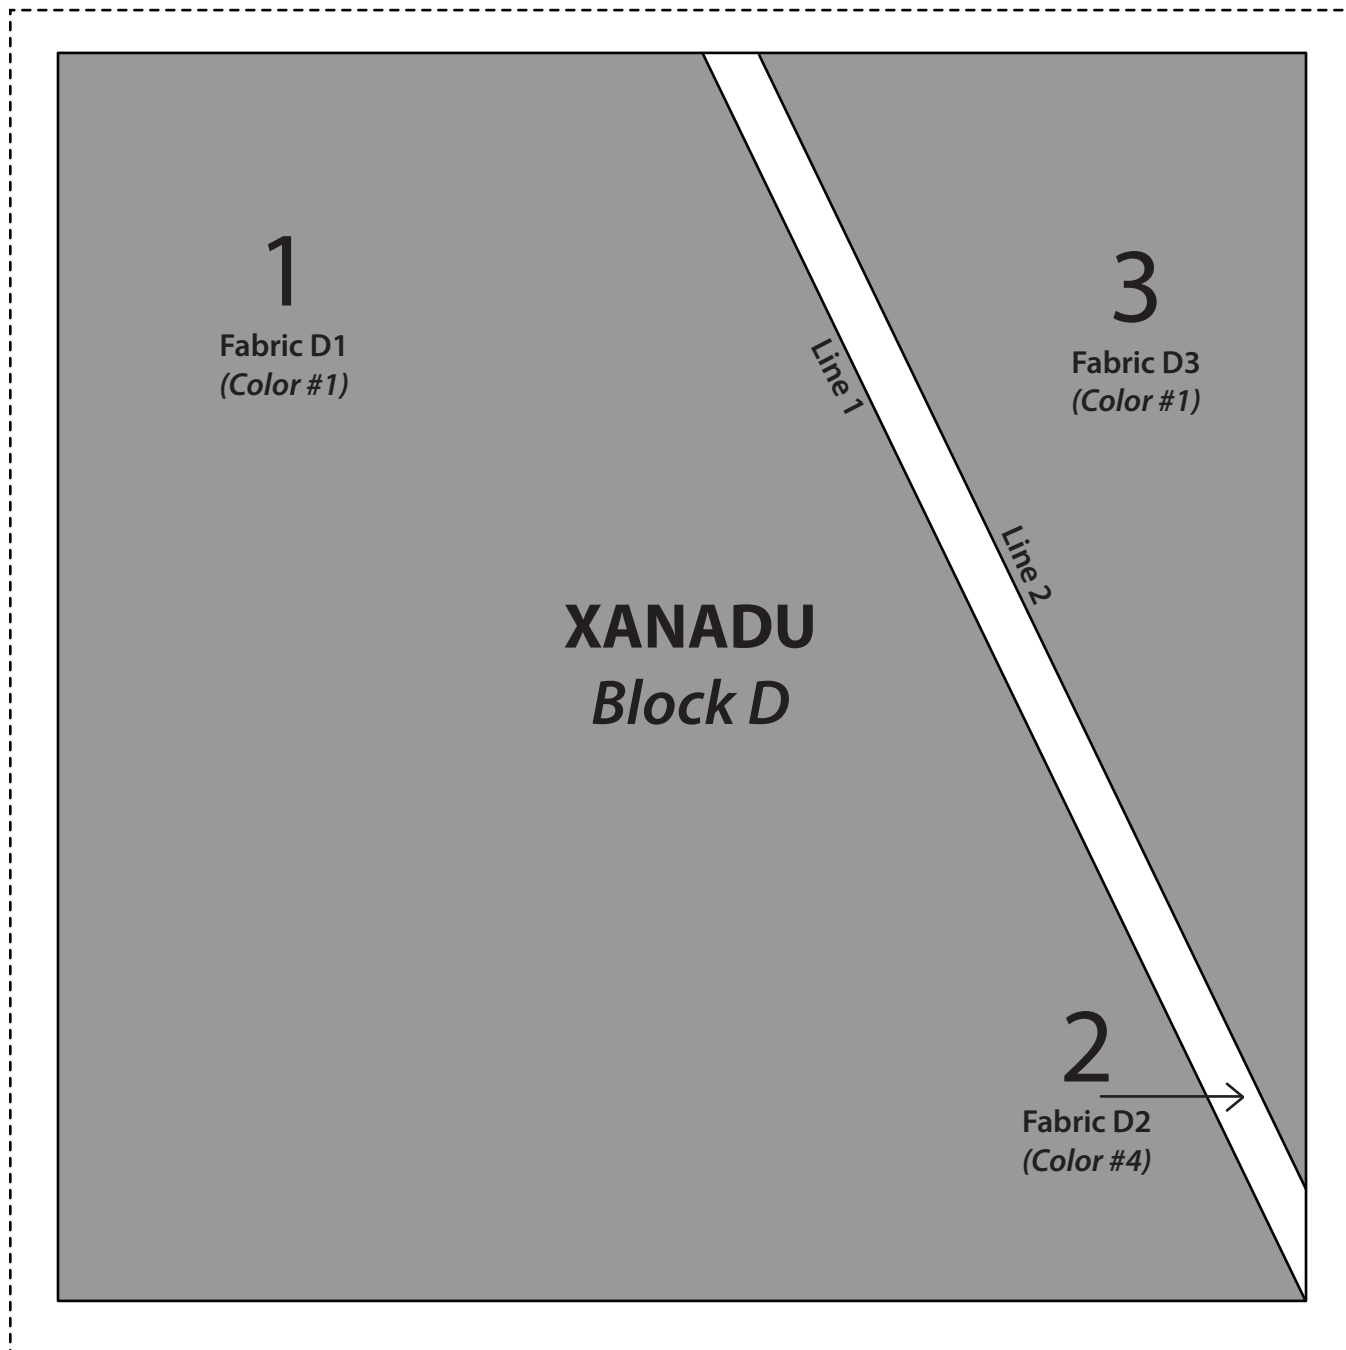 1
Fabric D1
(Color #1)
3
Fabric D3
(Color #1)
Line 1
Line 2
XANADU
Block D
2
Fabric D2
(Color #4)